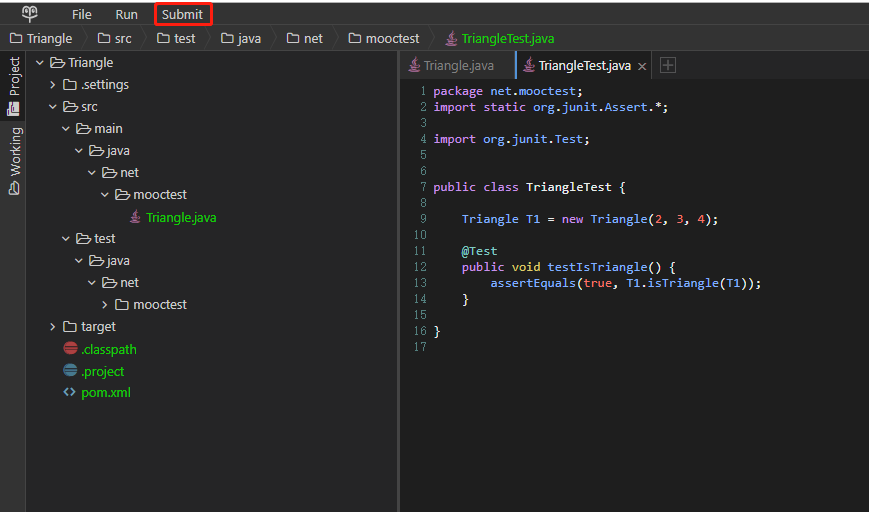 File Run Submit
Triangle src test java net mooctest TriangleTest.java
Project
Working
Triangle
.settings
src
main
java
net
mooctest
Triangle.java
test
java
net
mooctest
target
.classpath
.project
pom.xml
Triangle.java TriangleTest.java
1 package net.mooctest;
2 import static org.junit.Assert.*;
3
4 import org.junit.Test;
5
6
7 public class TriangleTest {
8
9 Triangle T1 = new Triangle(2, 3, 4);
10
11 @Test
12 public void testIsTriangle() {
13 assertEquals(true, T1.isTriangle(T1));
14 }
15
16 }
17